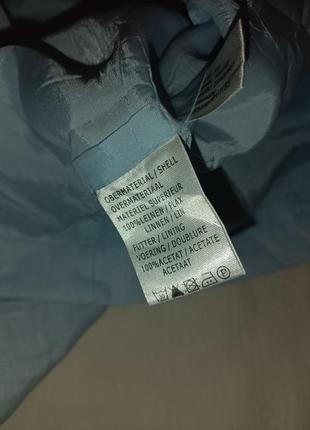 OBERMATERIAL / SHELL
OVERMATERIAAL
MATERIEL SUPERIEUR
100%LEINEN / FLAX
LINNEN / LIN
FUTTER / LINING
VOERING / DOUBLURE
100%ACETAT / ACETATE
ACETAAT